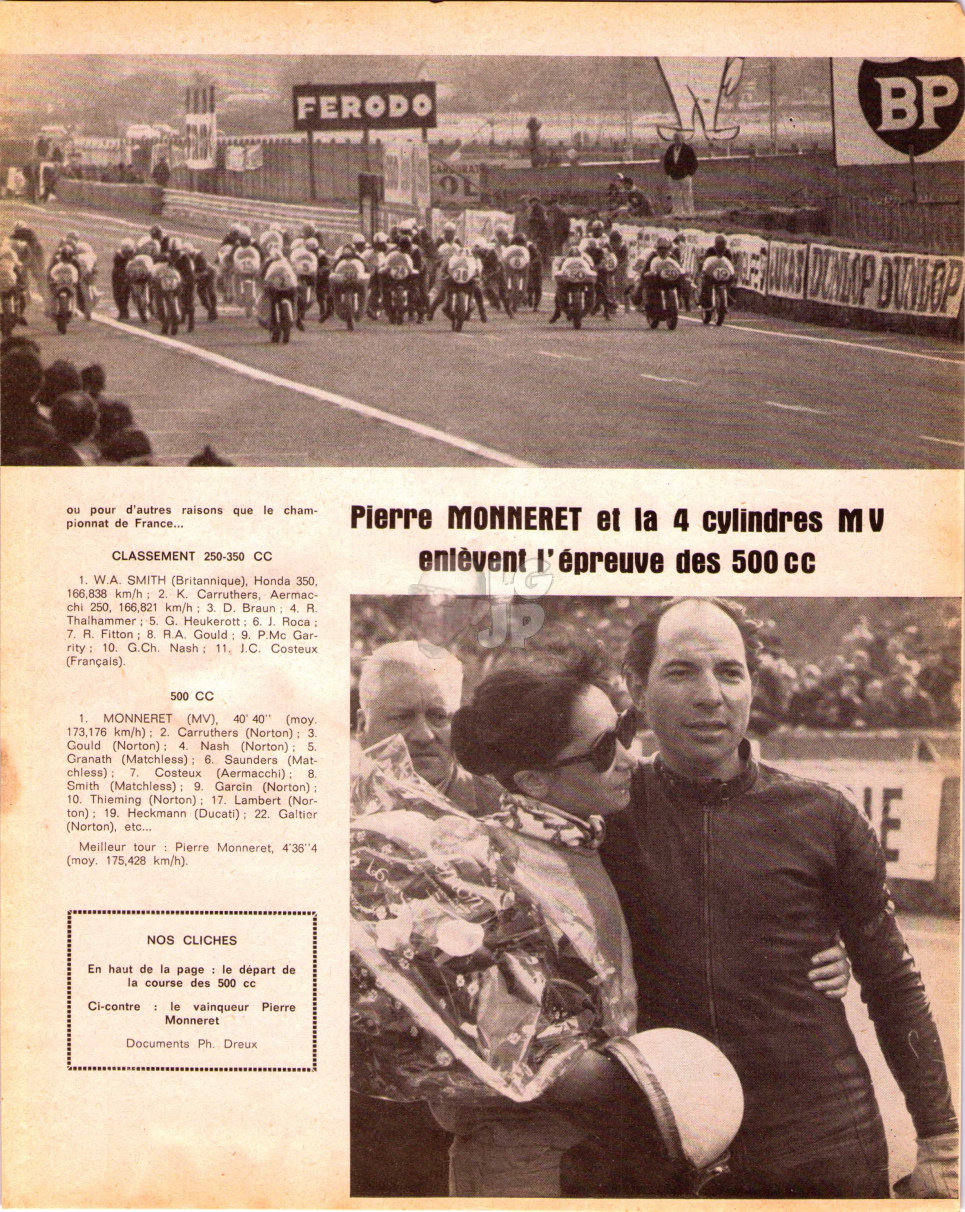 FERODO
BP
OL
DUNLOP DUNLOP
ou pour d'autres raisons que le cham-
pionnat de France...
CLASSEMENT 250-350 CC
1. W.A. SMITH (Britannique), Honda 350,
166,838 km/h ; 2. K. Carruthers, Aermac-
chi 250, 166,821 km/h ; 3. D. Braun ; 4. R.
Thalhammer ; 5. G. Heukerott ; 6. J. Roca ;
7. R. Fitton ; 8. R.A. Gould ; 9. P.Mc Gar-
rity ; 10. G.Ch. Nash ; 11. J.C. Costeux
(Français).
500 CC
1. MONNERET (MV), 40' 40'' (moy.
173,176 km/h) ; 2. Carruthers (Norton) ; 3.
Gould (Norton) ; 4. Nash (Norton) ; 5.
Granath (Matchless) ; 6. Saunders (Mat-
chless) ; 7. Costeux (Aermacchi) ; 8.
Smith (Matchless) ; 9. Garcin (Norton) ;
10. Thieming (Norton) ; 17. Lambert (Nor-
ton) ; 19. Heckmann (Ducati) ; 22. Galtier
(Norton), etc...
Meilleur tour : Pierre Monneret, 4'36''4
(moy. 175,428 km/h).
NOS CLICHES
En haut de la page : le départ de
la course des 500 cc
Ci-contre : le vainqueur Pierre
Monneret
Documents Ph. Dreux
Pierre MONNERET et la 4 cylindres MV
enlèvent l'épreuve des 500 cc
LG
JP
IE